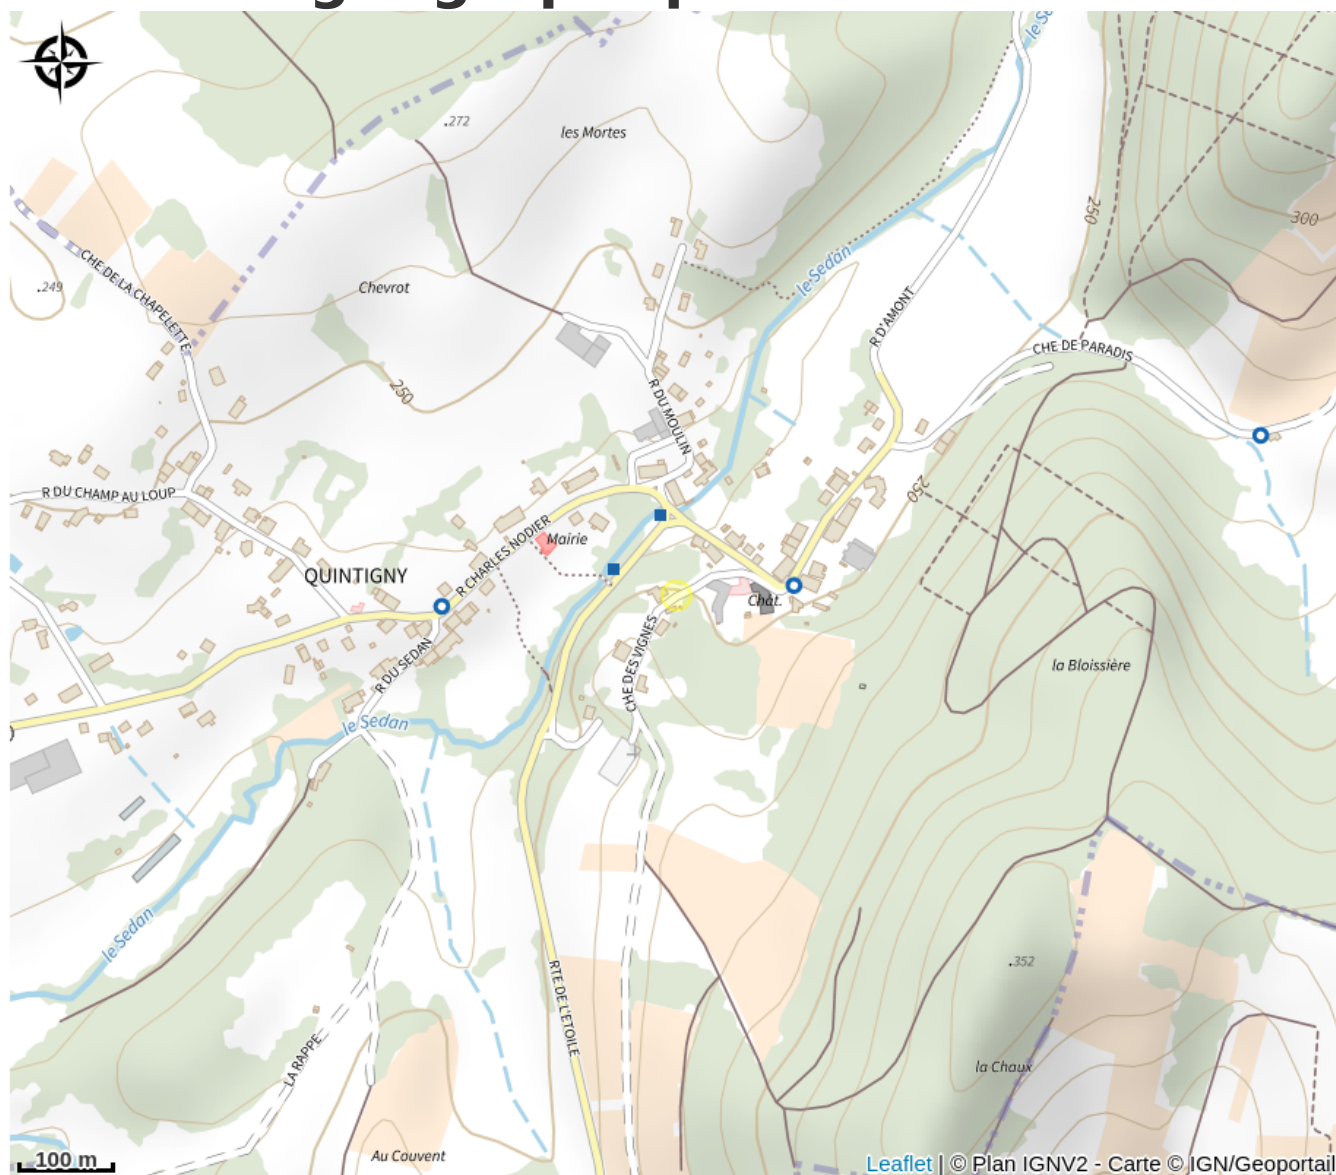 le Se
272
les Mortes
250
300
le Sedan
CHE DE LA CHAPELETTE
249
Chevrot
R D'AMONT
CHE DE PARADIS
250
R DU MOULIN
250
R DU CHAMP AU LOUP
R CHARLES NODIER
Mairie
QUINTIGNY
Chât.
R DU SEDAN
CHE DES VIGNES
la Bloissière
le Sedan
le Sedan
352
RTE DE L'ETOILE
LA RAPPE
la Chaux
Au Couvent
100 m
Leaflet | © Plan IGNV2 - Carte © IGN/Geoportail